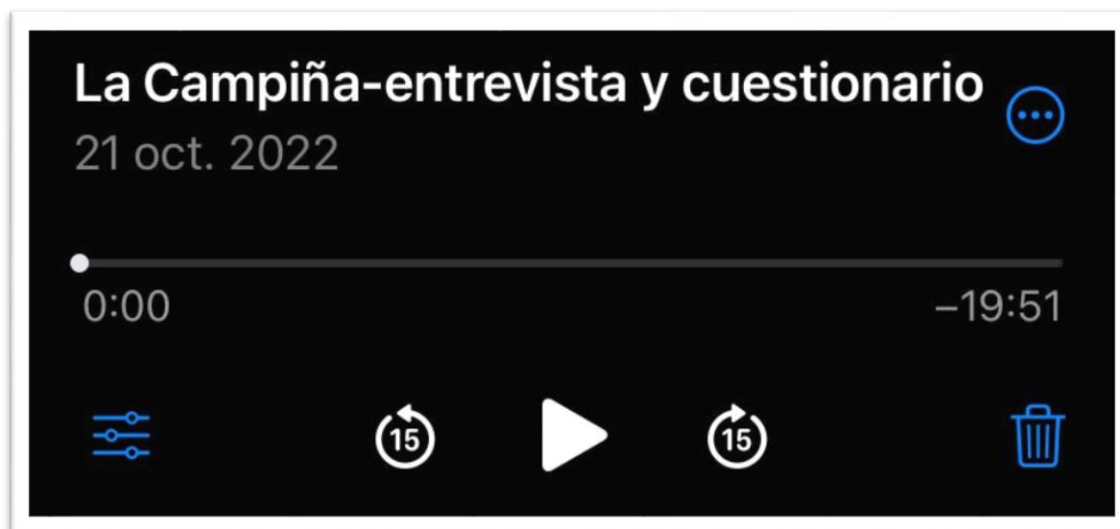 La Campiña-entrevista y cuestionario
21 oct. 2022
0:00 –19:51
15 15